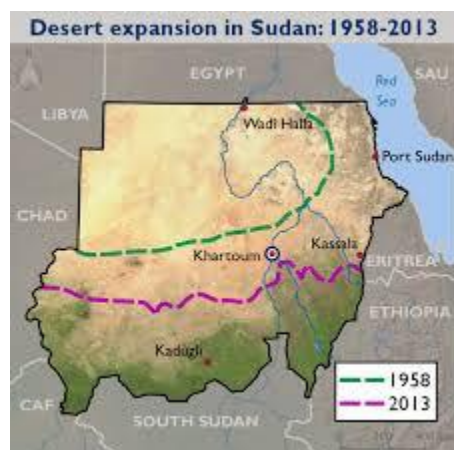 Desert expansion in Sudan: 1958-2013
EGYPT
Red
Sea
SAU
LIBYA
Wadi Halfa
Port Sudan
CHAD
Khartoum
Kassala
ERITREA
ETHIOPIA
Kadugli
1958
2013
CAF
SOUTH SUDAN